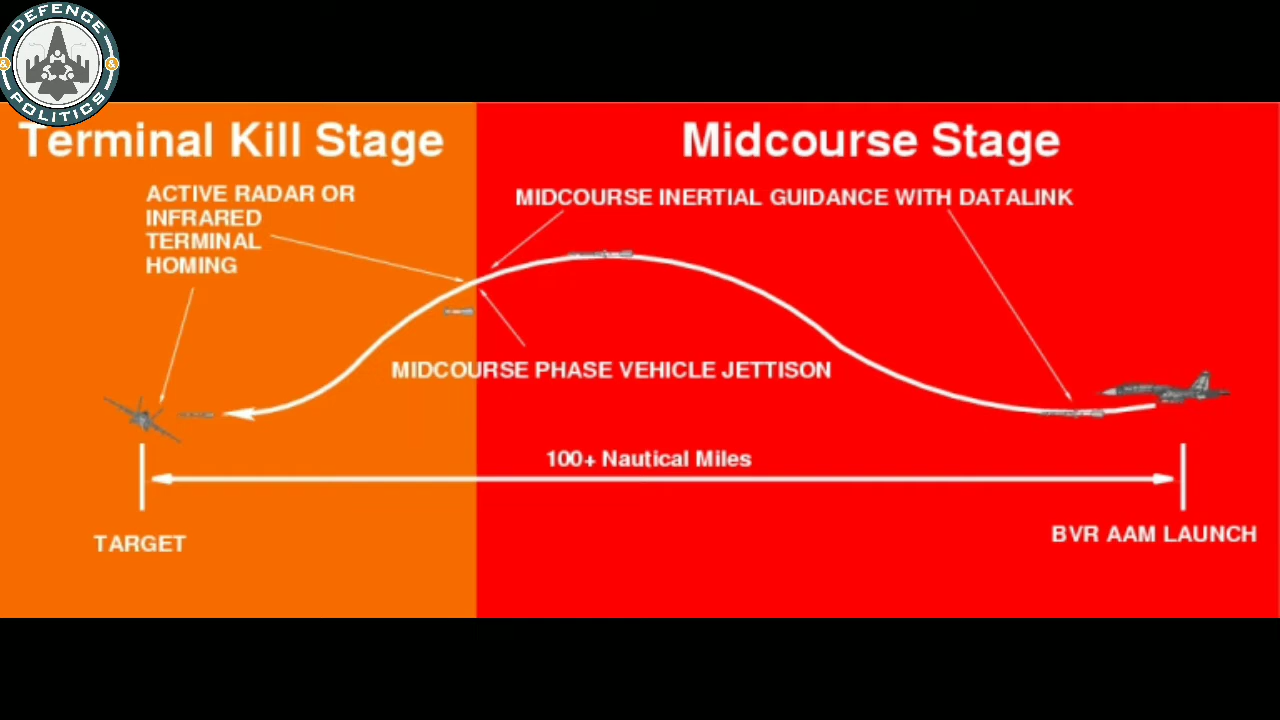 DEFENCE
&
&
POLITICS
Terminal Kill Stage
Midcourse Stage
ACTIVE RADAR OR
INFRARED
TERMINAL
HOMING
MIDCOURSE INERTIAL GUIDANCE WITH DATALINK
MIDCOURSE PHASE VEHICLE JETTISON
100+ Nautical Miles
TARGET
BVR AAM LAUNCH